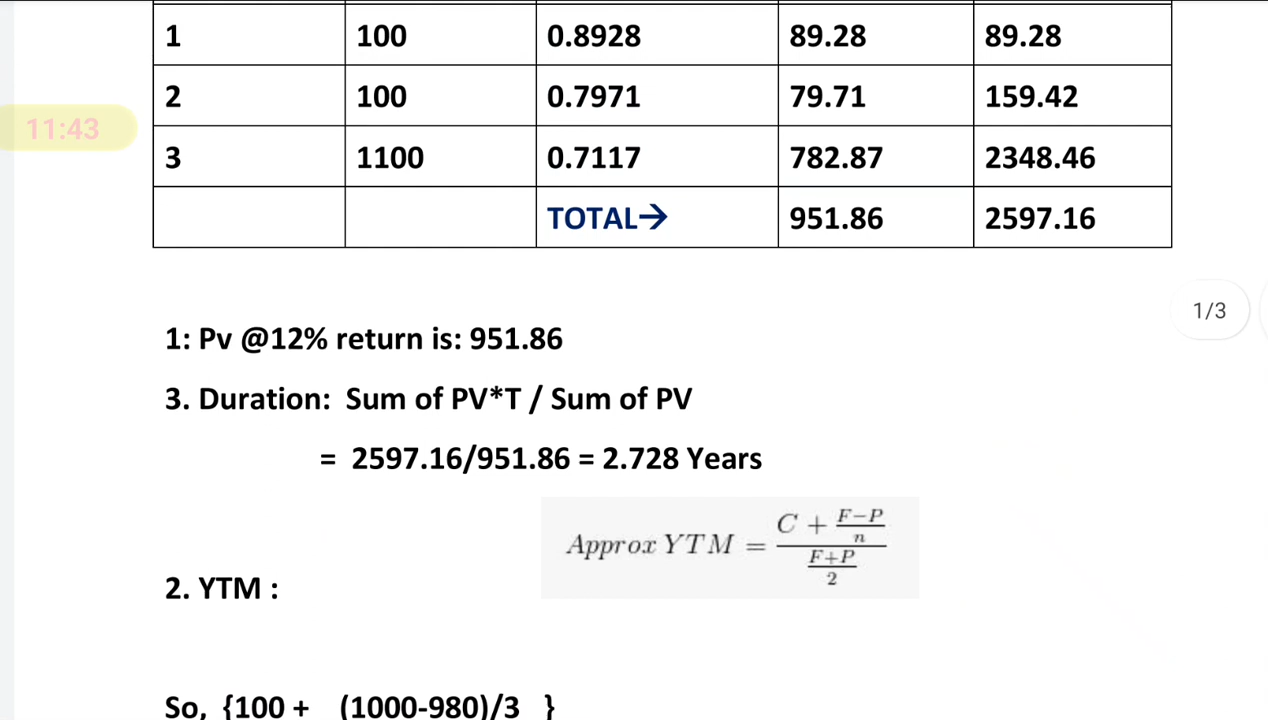 1 100 0.8928 89.28 89.28
2 100 0.7971 79.71 159.42
11:43
3 1100 0.7117 782.87 2348.46
TOTAL→ 951.86 2597.16
1/3
1: Pv @12% return is: 951.86
3. Duration: Sum of PV*T / Sum of PV
= 2597.16/951.86 = 2.728 Years
Approx YTM = \frac{C + \frac{F-P}{n}}{\frac{F+P}{2}}
2. YTM :
So, {100 + (1000-980)/3 }